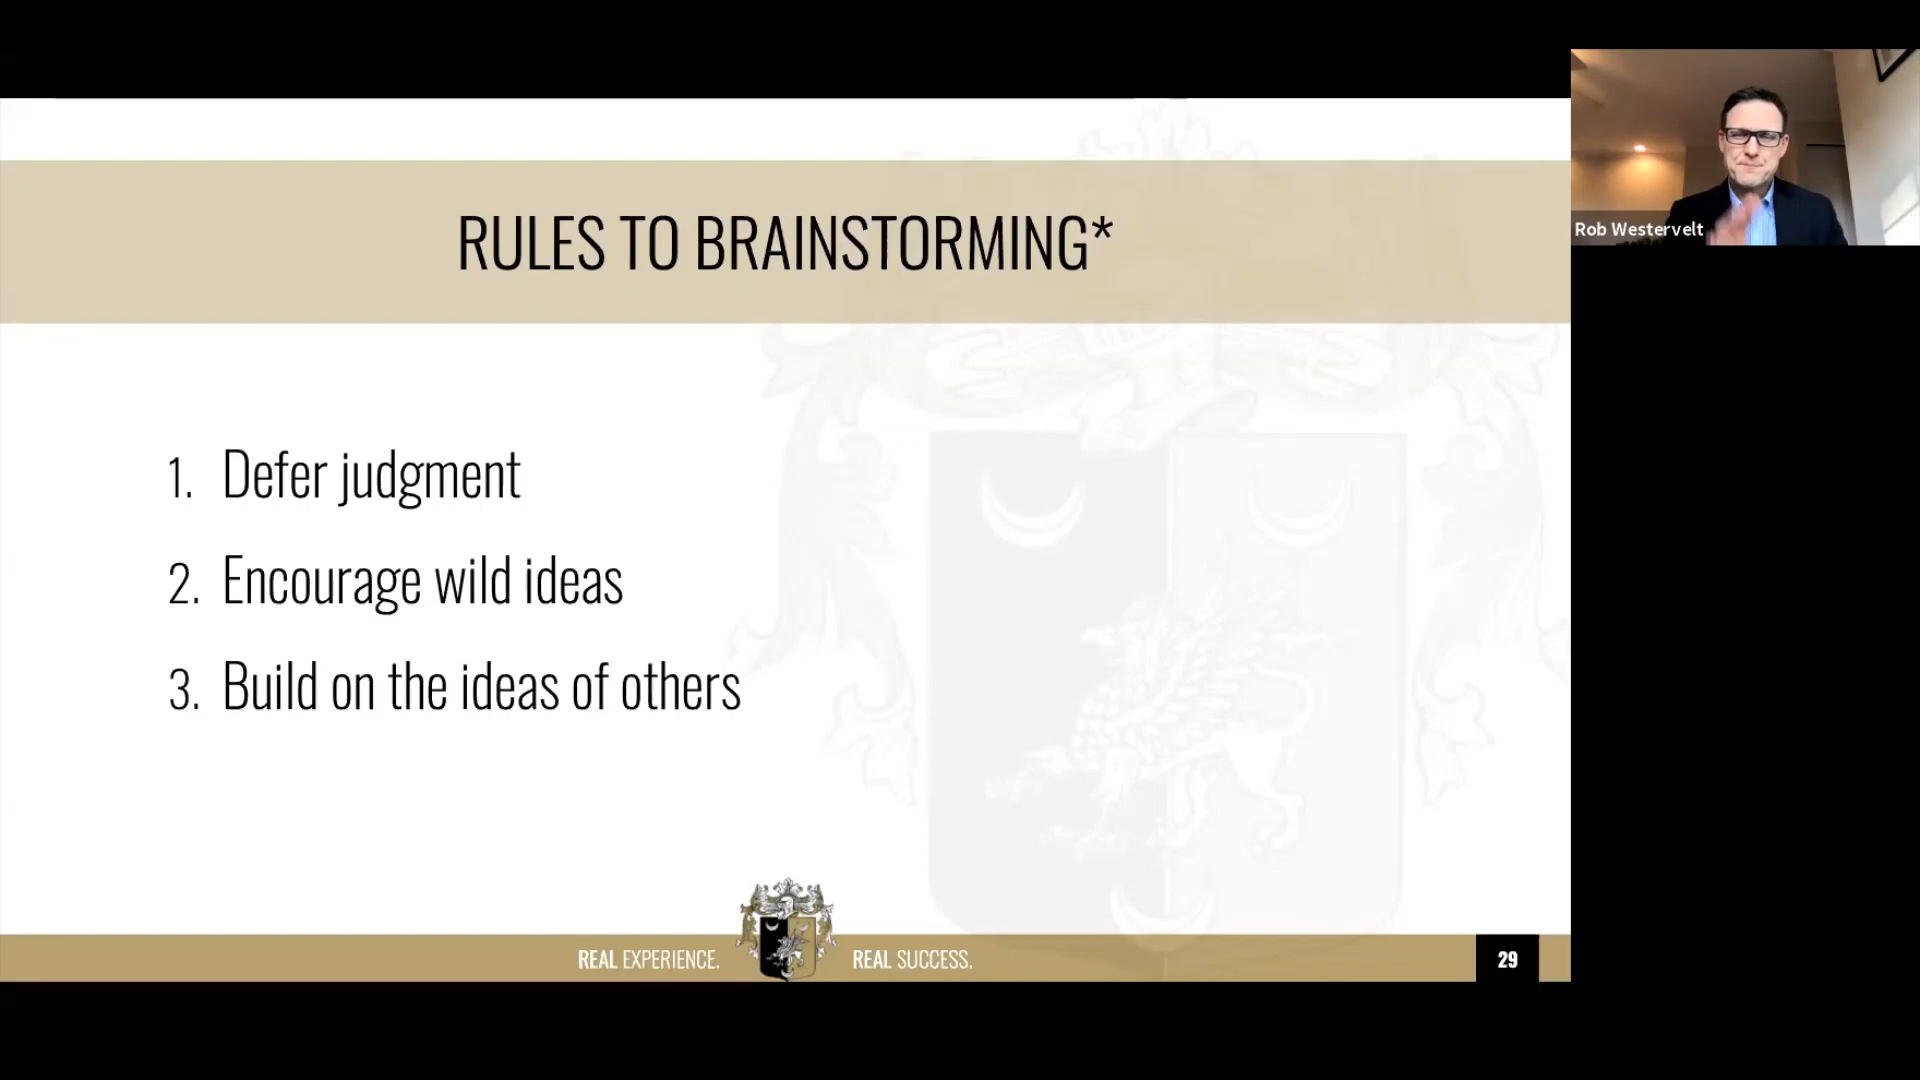 RULES TO BRAINSTORMING*
Rob Westervelt
1. Defer judgment
2. Encourage wild ideas
3. Build on the ideas of others
REAL EXPERIENCE. REAL SUCCESS.
29